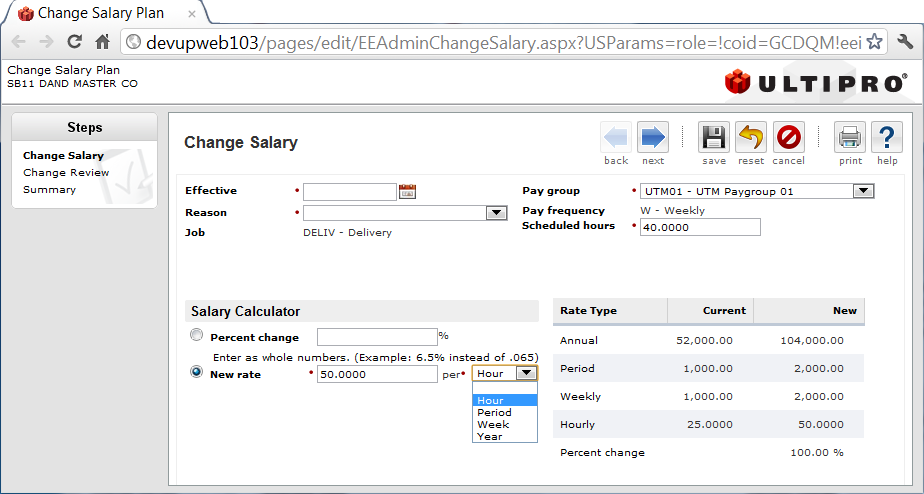 Change Salary Plan ×
devupweb103/pages/edit/EEAdminChangeSalary.aspx?USParams=role=!coid=GCDQM!eei
Change Salary Plan
SB11 DAND MASTER CO
ULTIPRO®
Steps
Change Salary
Change Review
Summary
Change Salary
back next save reset cancel print help
Effective •
Pay group • UTM01 - UTM Paygroup 01
Reason •
Pay frequency W - Weekly
Job DELIV - Delivery
Scheduled hours • 40.0000
Salary Calculator
Percent change %
Enter as whole numbers. (Example: 6.5% instead of .065)
New rate • 50.0000 per• Hour
Hour
Period
Week
Year
Rate Type Current New
Annual 52,000.00 104,000.00
Period 1,000.00 2,000.00
Weekly 1,000.00 2,000.00
Hourly 25.0000 50.0000
Percent change 100.00 %